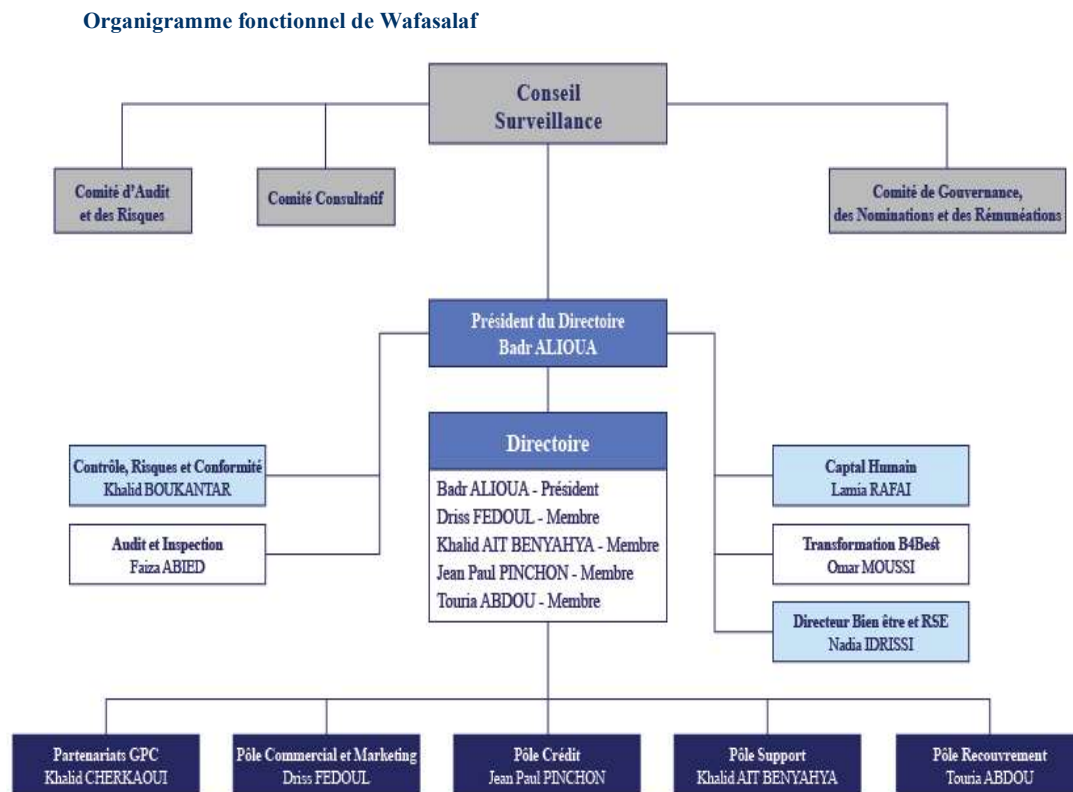 Organigramme fonctionnel de Wafasalaf
Conseil
Surveillance
Comité d'Audit
et des Risques
Comité Consultatif
Comité de Gouvernance,
des Nominations et des Rémunéations
Président du Directoire
Badr ALIOUA
Contrôle, Risques et Conformité
Khalid BOUKANTAR
Audit et Inspection
Faiza ABIED
Directoire
Badr ALIOUA - Président
Driss FEDOUL - Membre
Khalid AIT BENYAHYA - Membre
Jean Paul PINCHON - Membre
Touria ABDOU - Membre
Captal Humain
Lamia RAFAI
Transformation B4Best
Omar MOUSSI
Directeur Bien être et RSE
Nadia IDRISSI
Partenariats GPC
Khalid CHERKAOUI
Pôle Commercial et Marketing
Driss FEDOUL
Pôle Crédit
Jean Paul PINCHON
Pôle Support
Khalid AIT BENYAHYA
Pôle Recouvrement
Touria ABDOU